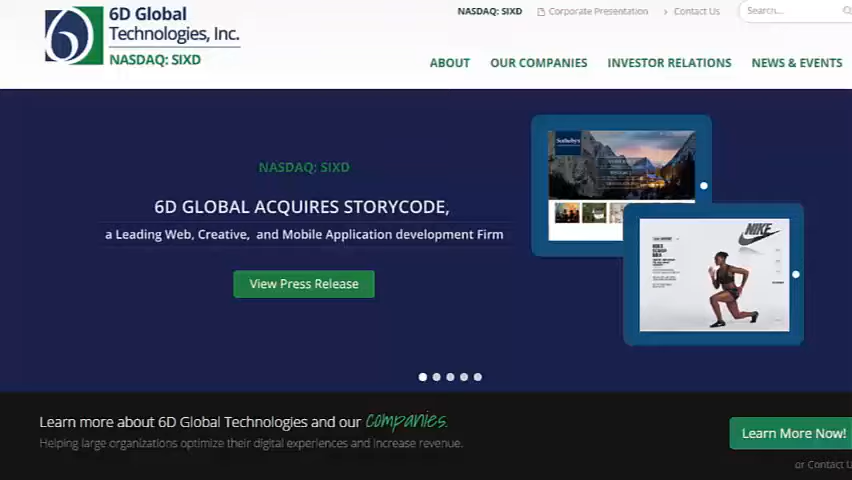 6D Global
Technologies, Inc.
NASDAQ: SIXD
NASDAQ: SIXD Corporate Presentation Contact Us Search...
ABOUT OUR COMPANIES INVESTOR RELATIONS NEWS & EVENTS
NASDAQ: SIXD
6D GLOBAL ACQUIRES STORYCODE,
a Leading Web, Creative, and Mobile Application development Firm
View Press Release
Sotheby's
NIKE
Learn more about 6D Global Technologies and our companies.
Helping large organizations optimize their digital experiences and increase revenue.
Learn More Now!
or Contact U